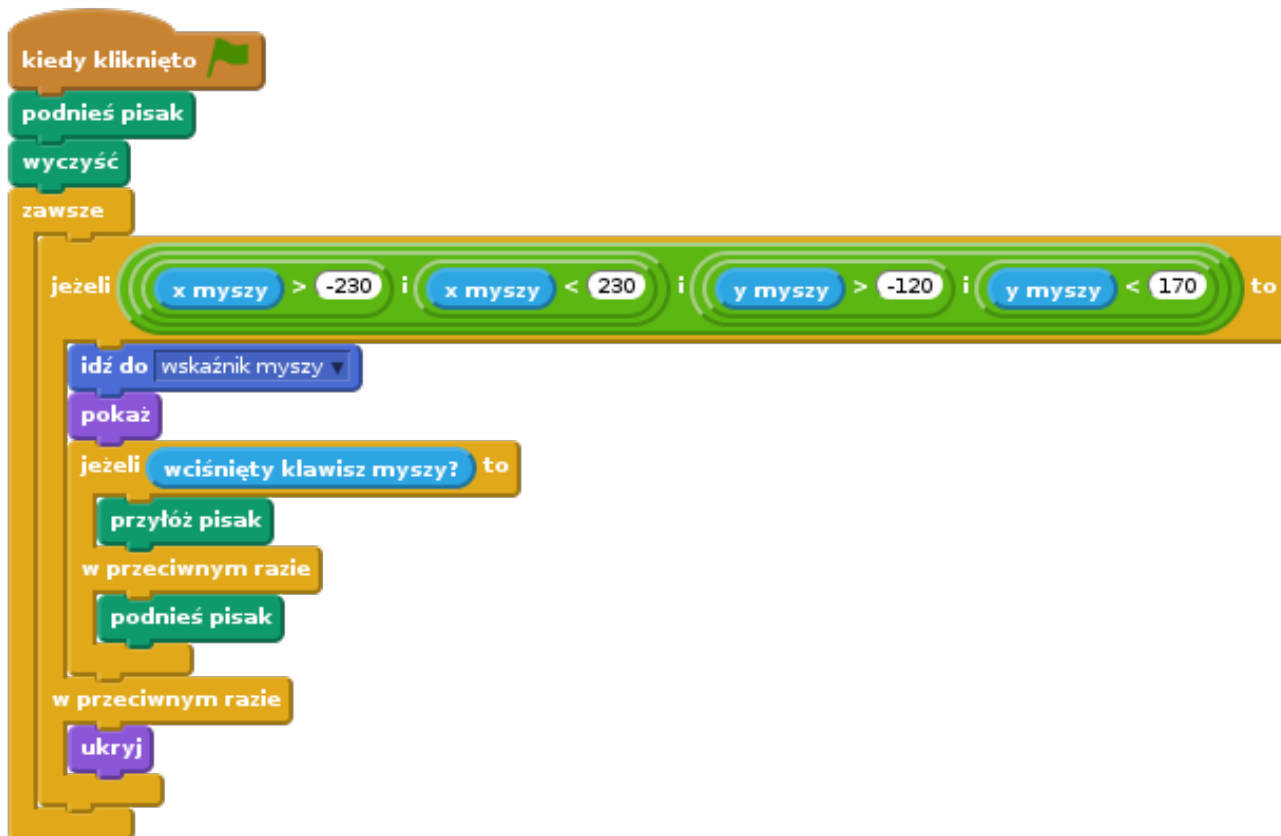 kiedy kliknięto
podnieś pisak
wyczyść
zawsze
jeżeli x myszy > -230 i x myszy < 230 i y myszy > -120 i y myszy < 170 to
idź do wskaźnik myszy
pokaż
jeżeli wciśnięty klawisz myszy? to
przyłóż pisak
w przeciwnym razie
podnieś pisak
w przeciwnym razie
ukryj